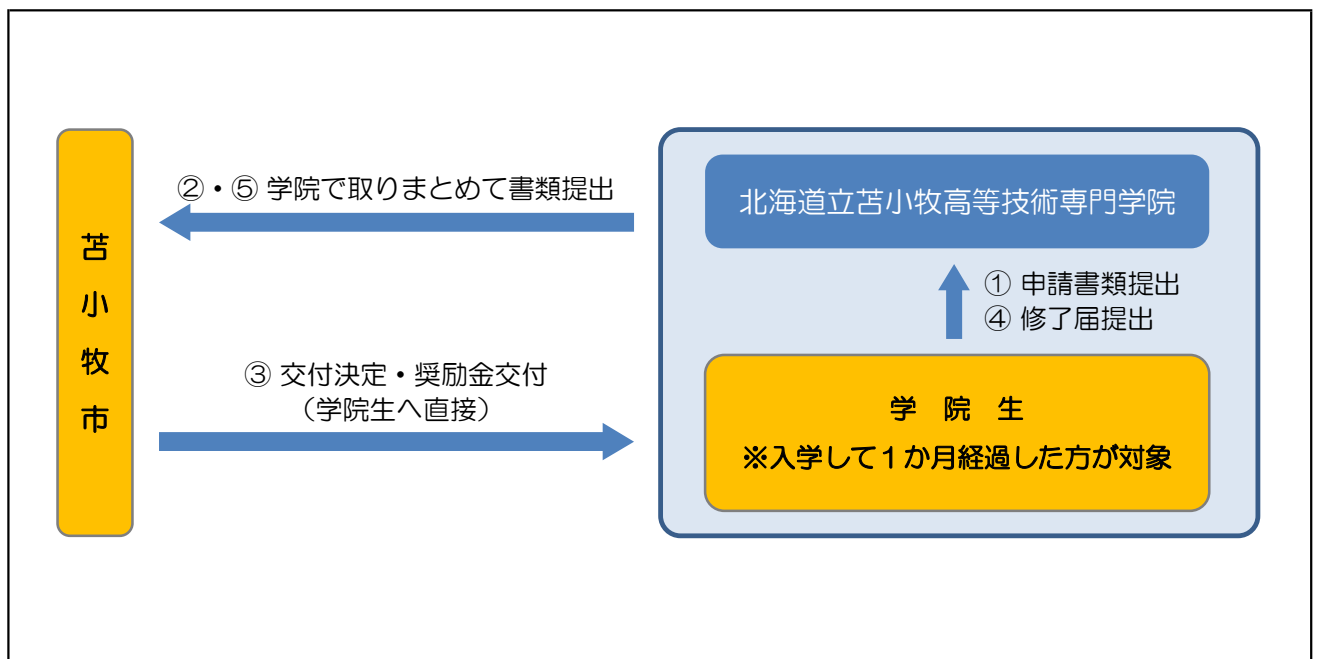 苫小牧市
②・⑤ 学院で取りまとめて書類提出
③ 交付決定・奨励金交付
（学院生へ直接）
北海道立苫小牧高等技術専門学院
① 申請書類提出
④ 修了届提出
学 院 生
※入学して１か月経過した方が対象